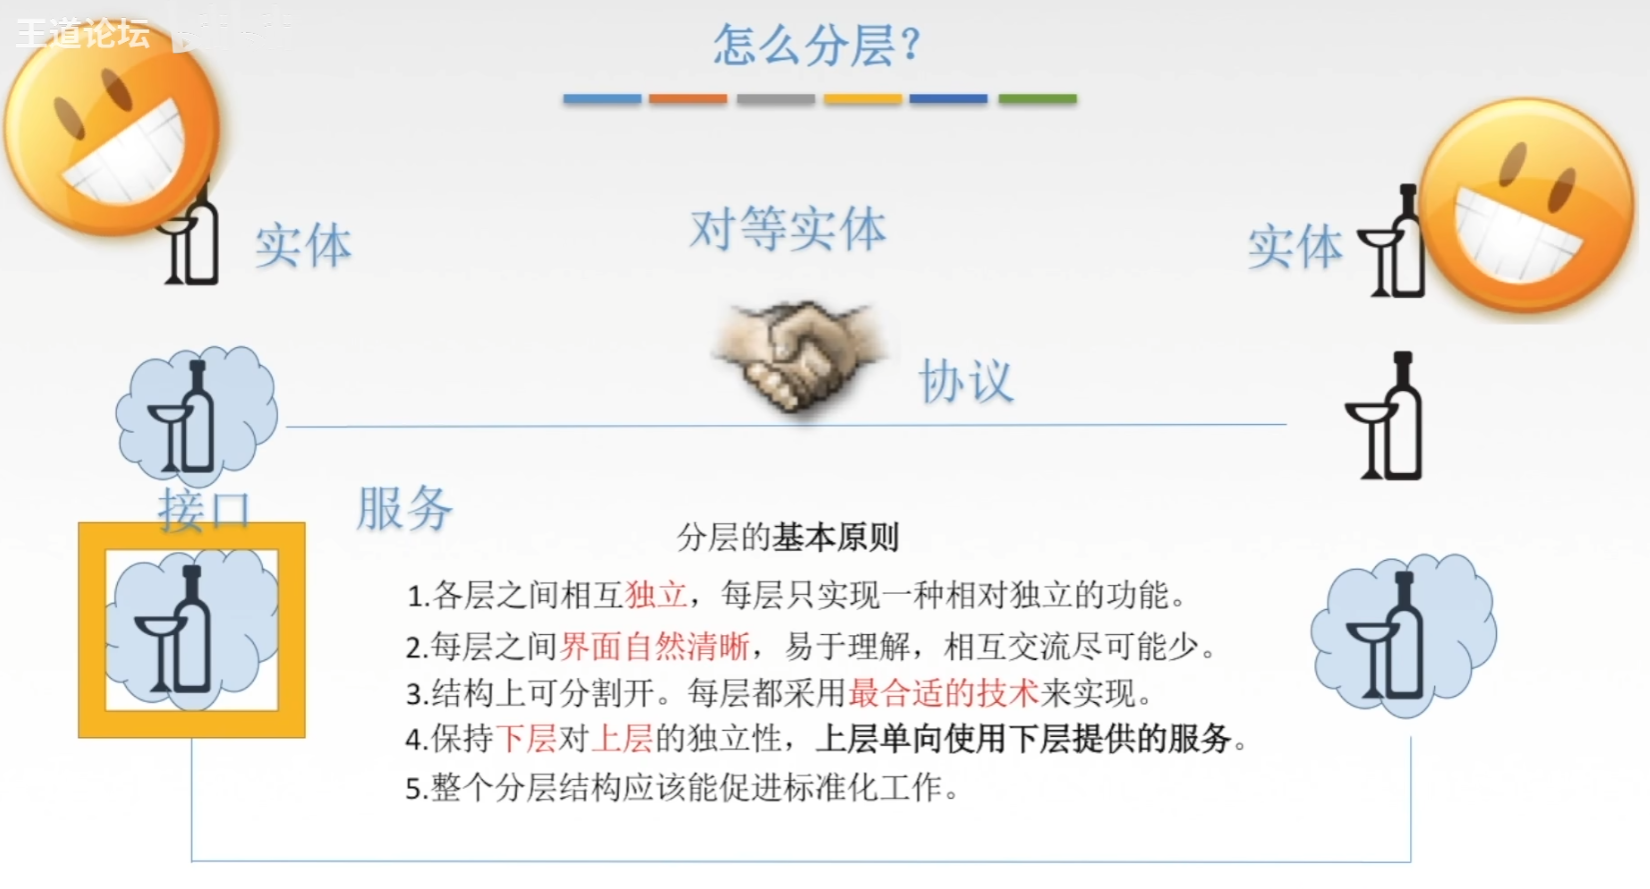 王道论坛
怎么分层？
实体
对等实体
实体
协议
接口
服务
分层的基本原则
1.各层之间相互独立，每层只实现一种相对独立的功能。
2.每层之间界面自然清晰，易于理解，相互交流尽可能少。
3.结构上可分割开。每层都采用最合适的技术来实现。
4.保持下层对上层的独立性，上层单向使用下层提供的服务。
5.整个分层结构应该能促进标准化工作。